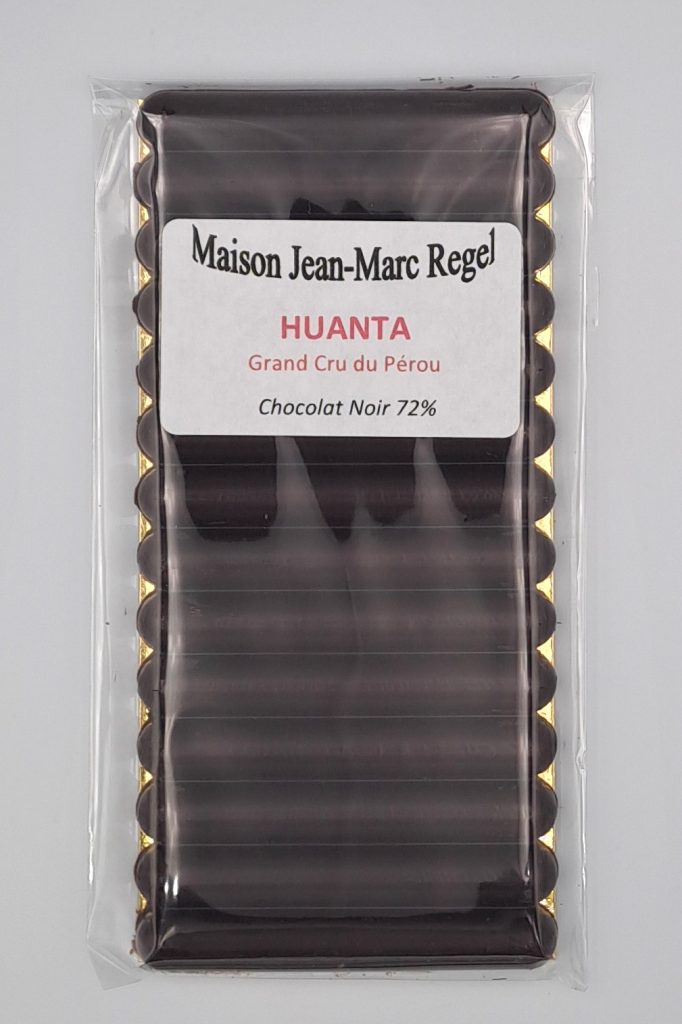 Maison Jean-Marc Regel
HUANTA
Grand Cru du Pérou
Chocolat Noir 72%